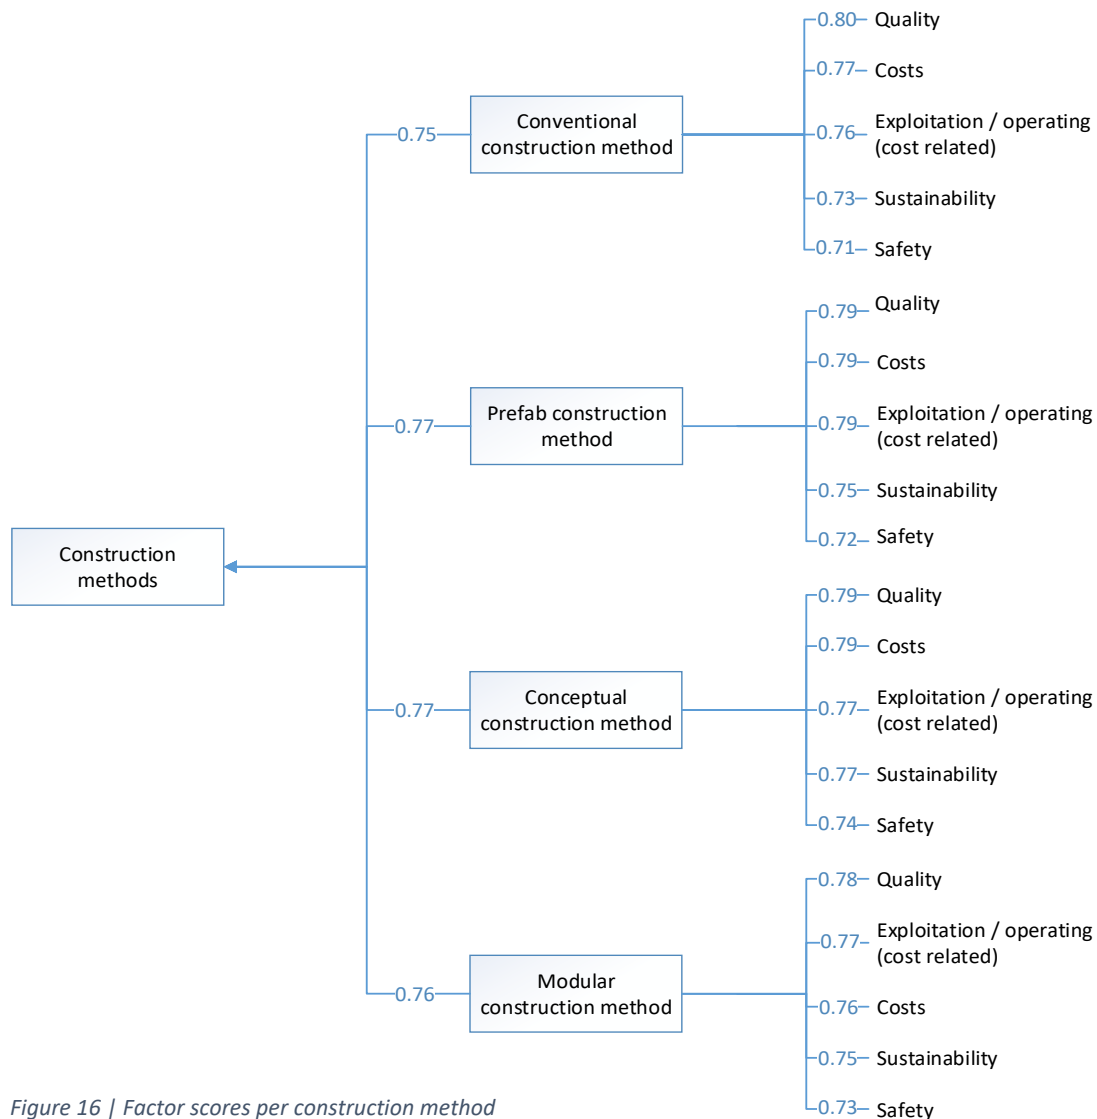 0.80 Quality
0.77 Costs
0.75
Conventional
construction method
0.76 Exploitation / operating
(cost related)
0.73 Sustainability
0.71 Safety
0.79 Quality
0.79 Costs
0.77
Prefab construction
method
0.79 Exploitation / operating
(cost related)
0.75 Sustainability
0.72 Safety
Construction
methods
0.79 Quality
0.79 Costs
0.77
Conceptual
construction method
0.77 Exploitation / operating
(cost related)
0.77 Sustainability
0.74 Safety
0.78 Quality
0.77 Exploitation / operating
(cost related)
0.76
Modular
construction method
0.76 Costs
0.75 Sustainability
0.73 Safety
Figure 16 | Factor scores per construction method